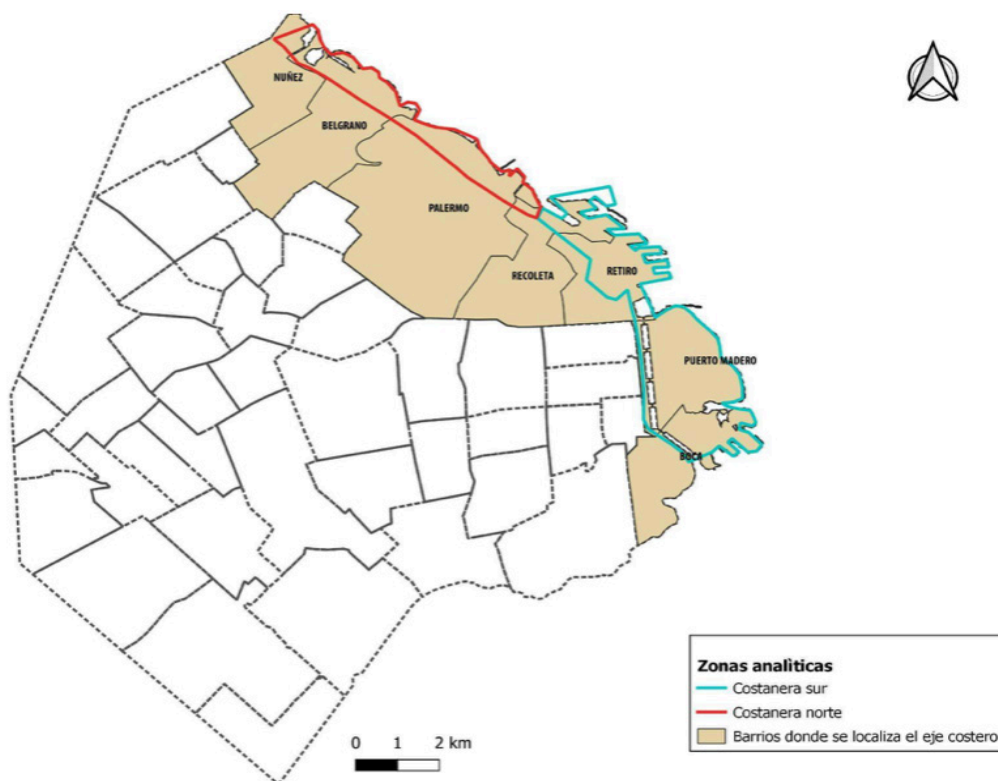 NUÑEZ
BELGRANO
PALERMO
RECOLETA
RETIRO
PUERTO MADERO
BOCA
Zonas analìticas
Costanera sur
Costanera norte
Barrios donde se localiza el eje costero
0 1 2 km